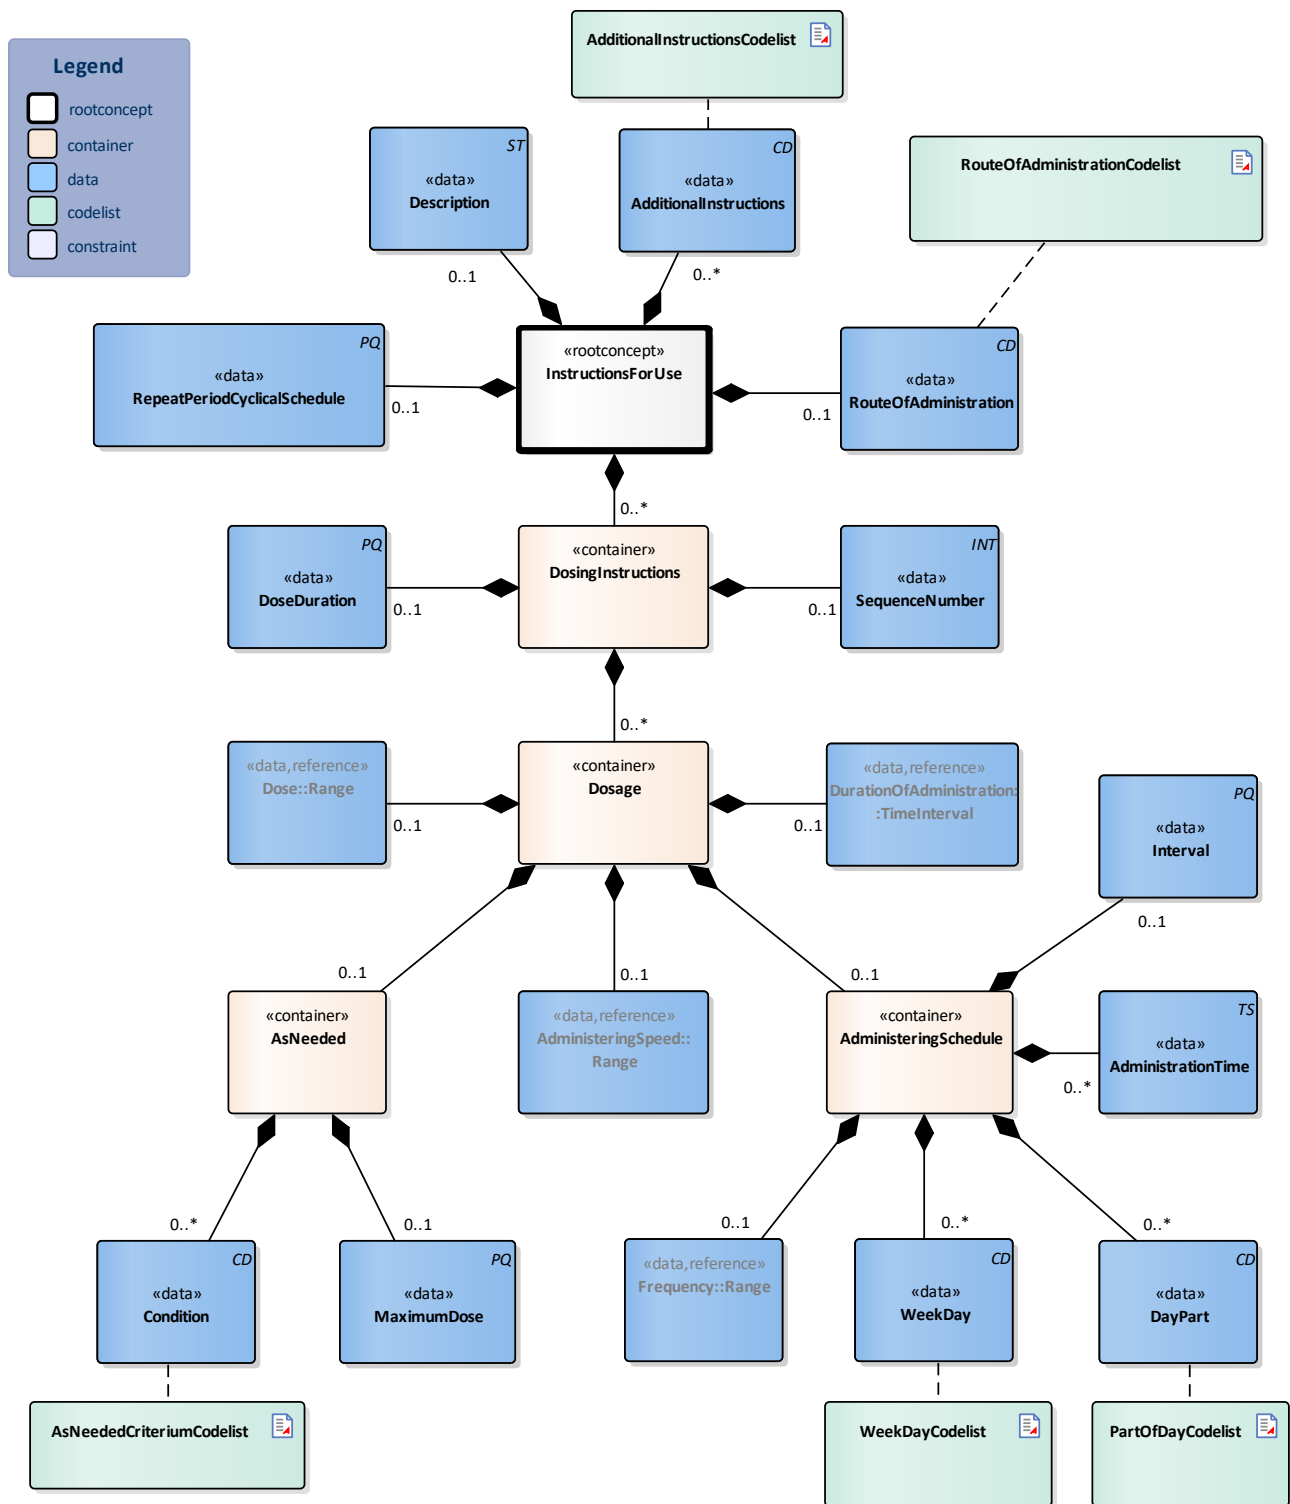 AdditionalInstructionsCodelist
Legend
rootconcept
container
data
codelist
constraint
ST
«data»
Description
0..1
CD
«data»
AdditionalInstructions
0..*
RouteOfAdministrationCodelist
PQ
«data»
RepeatPeriodCyclicalSchedule
0..1
«rootconcept»
InstructionsForUse
CD
«data»
RouteOfAdministration
0..1
0..*
PQ
«data»
DoseDuration
0..1
«container»
DosingInstructions
INT
«data»
SequenceNumber
0..1
0..*
«data,reference»
Dose::Range
0..1
«container»
Dosage
«data,reference»
DurationOfAdministration:
:TimeInterval
0..1
PQ
«data»
Interval
0..1
0..1
0..1
0..1
«container»
AsNeeded
«data,reference»
AdministeringSpeed::
Range
«container»
AdministeringSchedule
TS
«data»
AdministrationTime
0..*
0..*
0..1
0..1
0..*
0..*
CD
«data»
Condition
PQ
«data»
MaximumDose
«data,reference»
Frequency::Range
CD
«data»
WeekDay
CD
«data»
DayPart
AsNeededCriteriumCodelist
WeekDayCodelist
PartOfDayCodelist